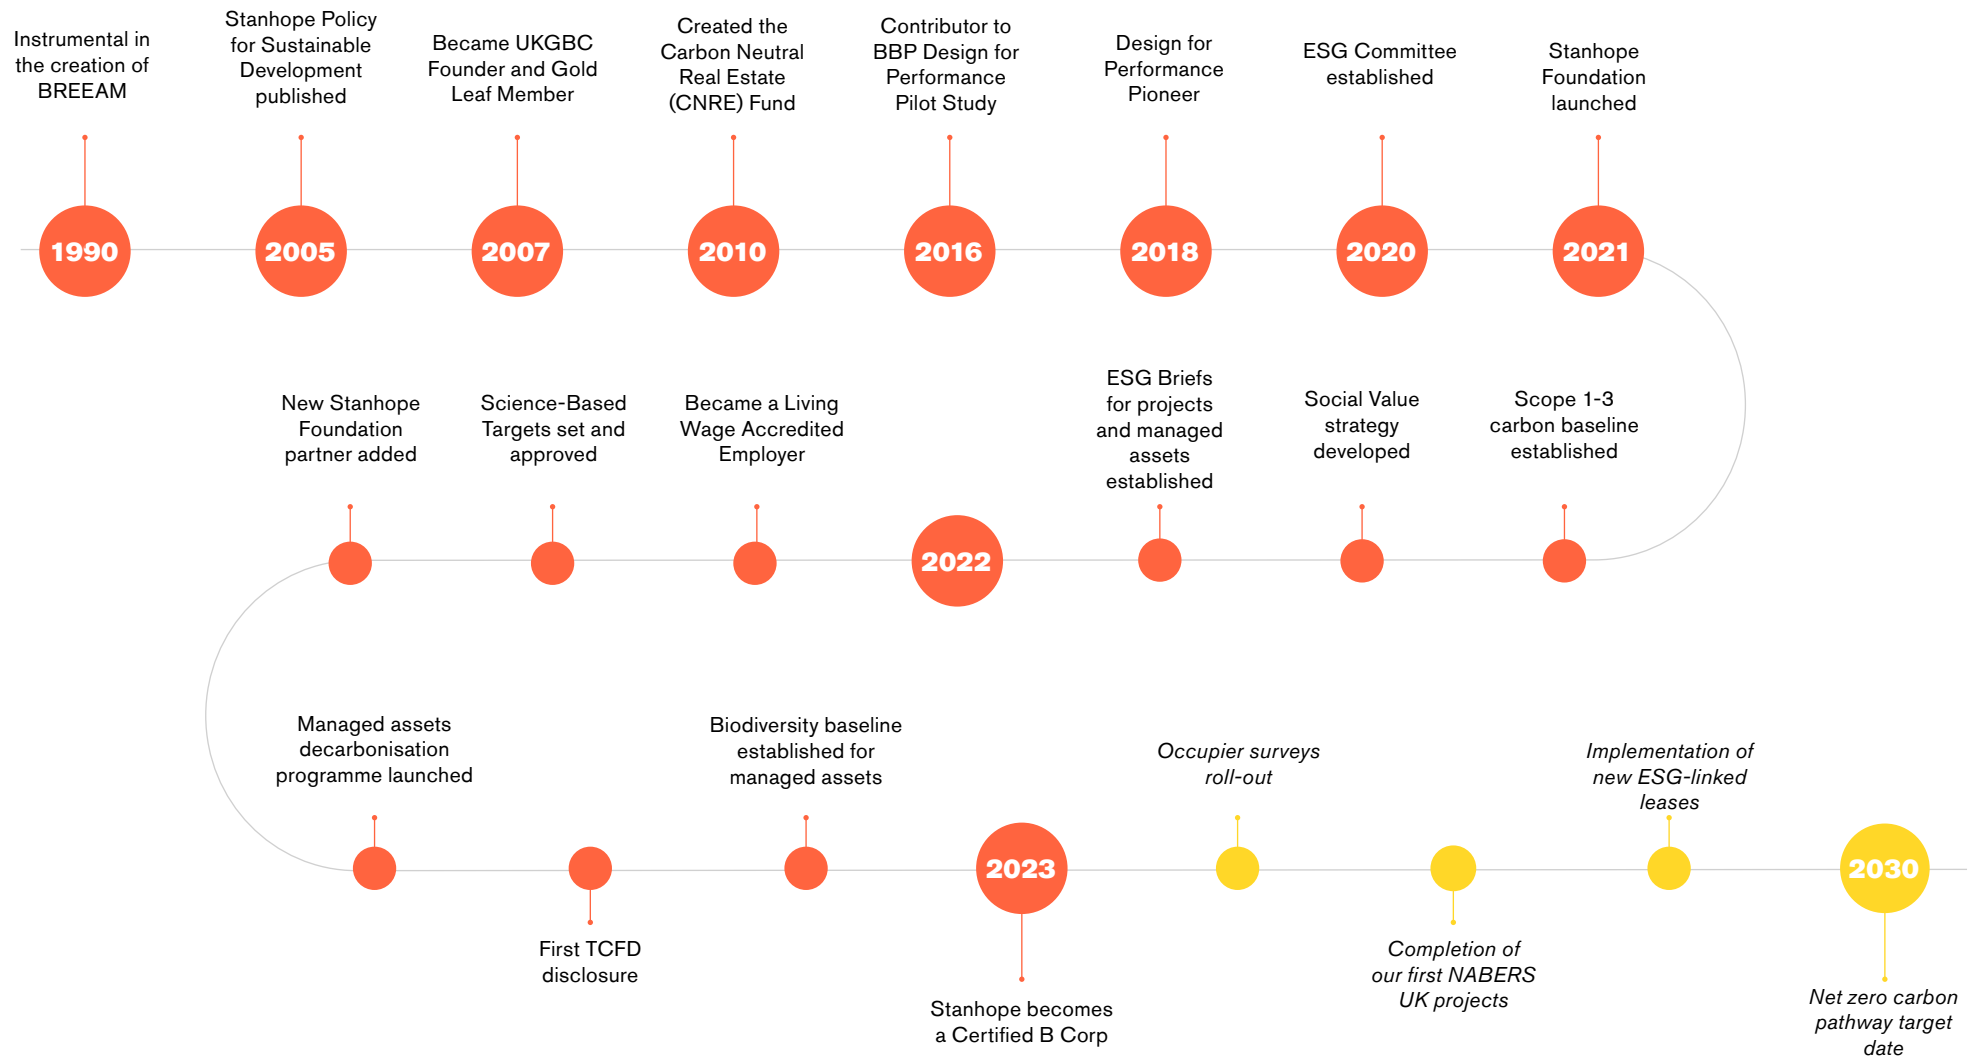 Instrumental in
the creation of
BREEAM
1990
Stanhope Policy
for Sustainable
Development
published
2005
Became UKGBC
Founder and Gold
Leaf Member
2007
Created the
Carbon Neutral
Real Estate
(CNRE) Fund
2010
Contributor to
BBP Design for
Performance
Pilot Study
2016
Design for
Performance
Pioneer
2018
ESG Committee
established
2020
Stanhope
Foundation
launched
2021
New Stanhope
Foundation
partner added
Science-Based
Targets set and
approved
Became a Living
Wage Accredited
Employer
2022
ESG Briefs
for projects
and managed
assets
established
Social Value
strategy
developed
Scope 1-3
carbon baseline
established
Managed assets
decarbonisation
programme launched
First TCFD
disclosure
Biodiversity baseline
established for
managed assets
2023
Stanhope becomes
a Certified B Corp
Occupier surveys
roll-out
Completion of
our first NABERS
UK projects
Implementation of
new ESG-linked
leases
2030
Net zero carbon
pathway target
date